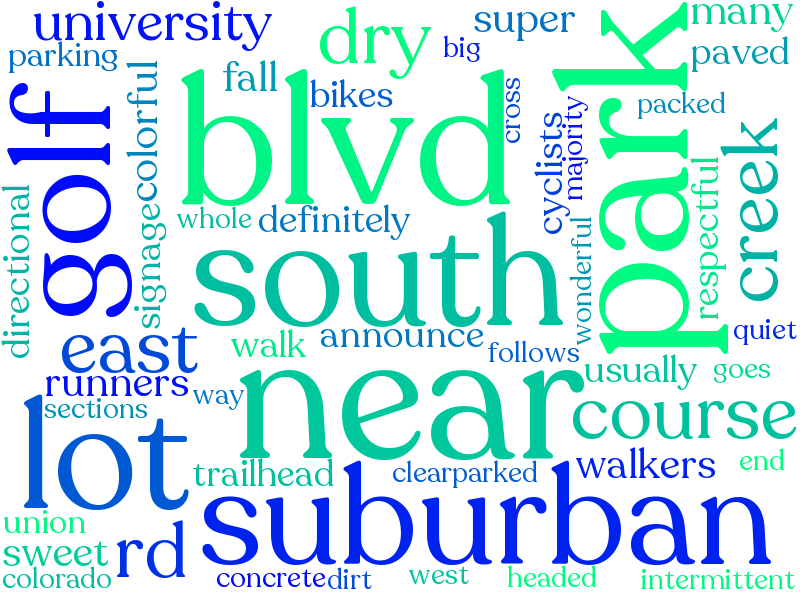 university
dry
super
many
parking
big
paved
fall
bikes
packed
blvd
cross
park
golf
colorful
cyclists
majority
creek
whole
definitely
directional
signage
south
wonderful
respectful
east
walk
announce
follows
quiet
runners
way
near
usually
goes
sections
lot
course
trailhead
clearparked
walkers
end
union
rd
suburban
sweet
colorado
concrete
dirt
west
headed
intermittent